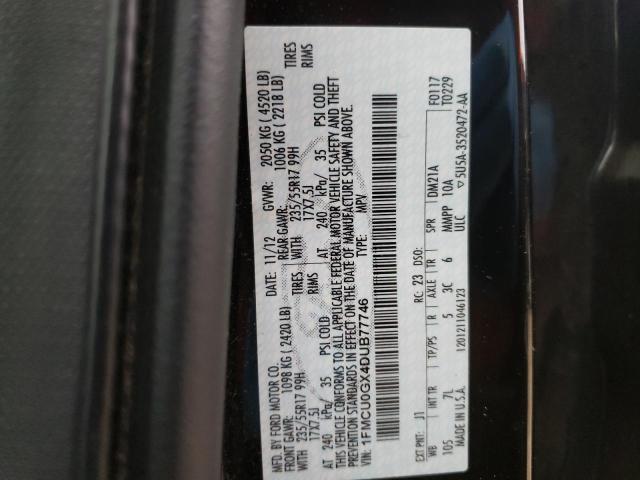 MFD. BY FORD MOTOR CO.
DATE: 11/12 GVWR: 2050 KG ( 4520 LB)
FRONT GAWR: 1098 KG ( 2420 LB) REAR GAWR: 1006 KG ( 2218 LB)
WITH 235/55R17 99H TIRES WITH 235/55R17 99H TIRES
17X7.5J RIMS 17X7.5J RIMS
AT 240 kPa/ 35 PSI COLD AT 240 kPa/ 35 PSI COLD
THIS VEHICLE CONFORMS TO ALL APPLICABLE FEDERAL MOTOR VEHICLE SAFETY AND THEFT
PREVENTION STANDARDS IN EFFECT ON THE DATE OF MANUFACTURE SHOWN ABOVE.
VIN: 1FMCU0GX4DUB77746 TYPE: MPV
EXT PNT: J1 RC: 23 DSO: F0117
WB INT TR TP/PS R AXLE TR SPR DM21A T0229
105 7L 5 3C 6 MMPP 10A
ULC ▽5U5A-3520472-AA
MADE IN U.S.A. 1201211046123